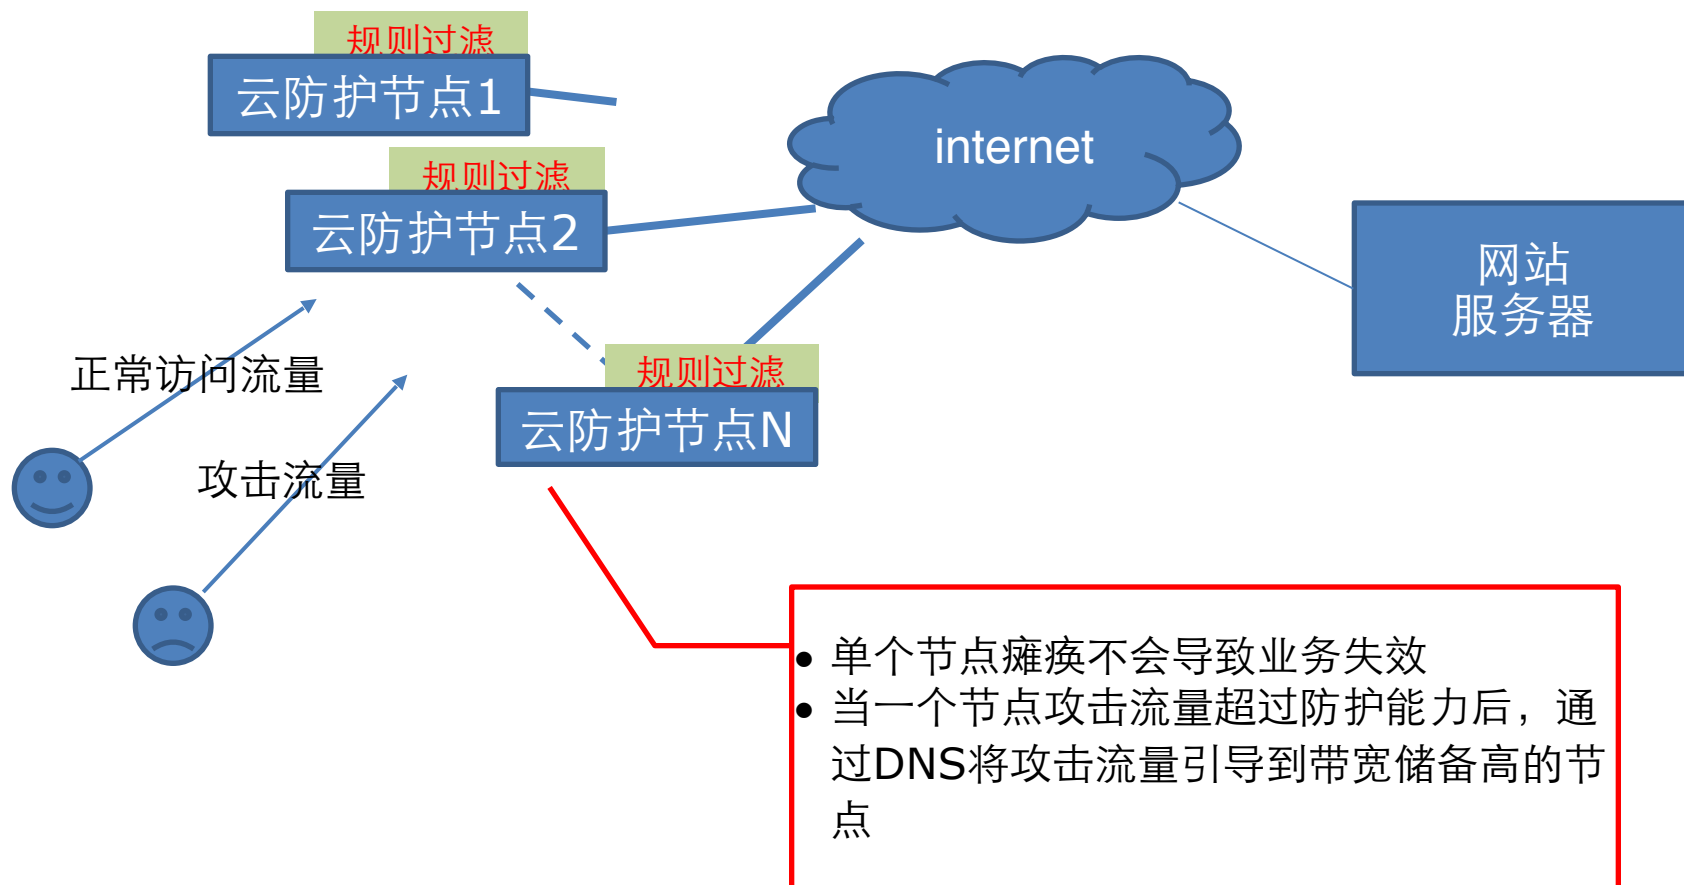 规则过滤
云防护节点1
internet
规则过滤
云防护节点2
网站
服务器
正常访问流量
规则过滤
云防护节点N
攻击流量
● 单个节点瘫痪不会导致业务失效
● 当一个节点攻击流量超过防护能力后，通
过DNS将攻击流量引导到带宽储备高的节
点